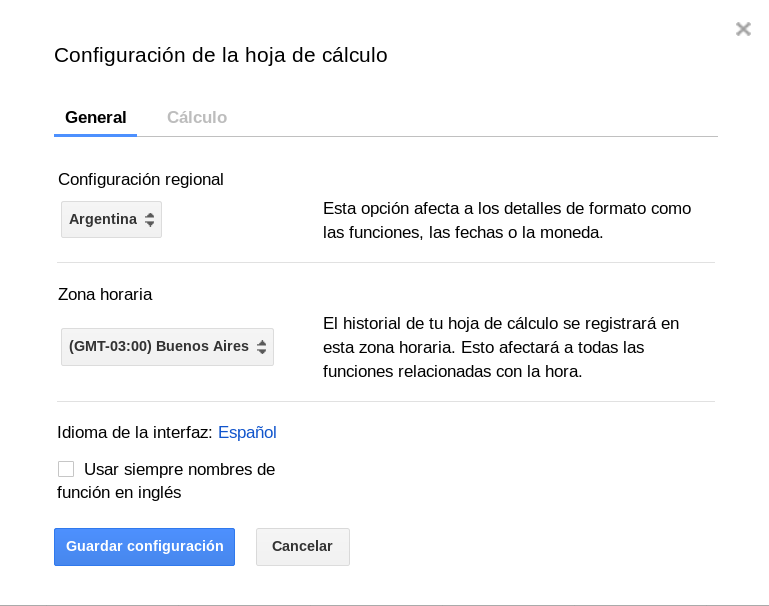 Configuración de la hoja de cálculo
General
Cálculo
Configuración regional
Argentina
Esta opción afecta a los detalles de formato como
las funciones, las fechas o la moneda.
Zona horaria
(GMT-03:00) Buenos Aires
El historial de tu hoja de cálculo se registrará en
esta zona horaria. Esto afectará a todas las
funciones relacionadas con la hora.
Idioma de la interfaz: Español
Usar siempre nombres de
función en inglés
Guardar configuración
Cancelar